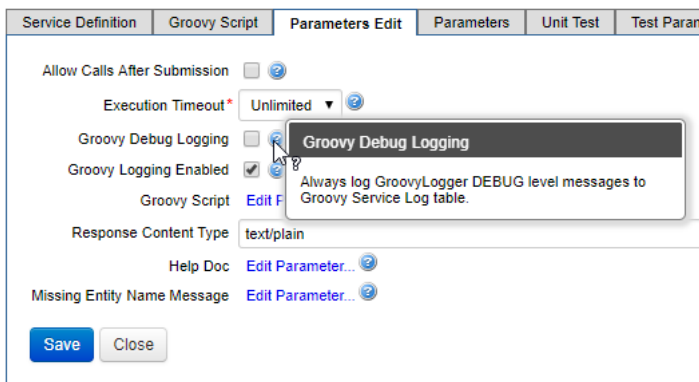 Service Definition Groovy Script Parameters Edit Parameters Unit Test Test
Allow Calls After Submission
Execution Timeout* Unlimited
Groovy Debug Logging
Groovy Debug Logging
Always log GroovyLogger DEBUG level messages to
Groovy Service Log table.
Groovy Logging Enabled
Groovy Script Edit
Response Content Type text/plain
Help Doc Edit Parameter...
Missing Entity Name Message Edit Parameter...
Save Close